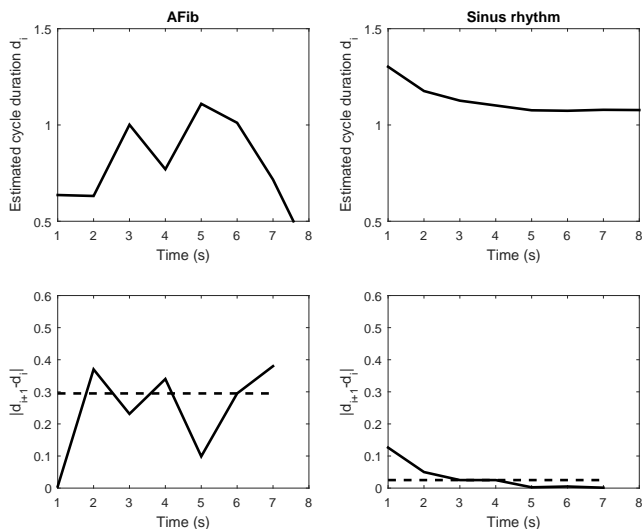 AFib
Estimated cycle duration d_i
1.5
1
0.5
1 2 3 4 5 6 7 8
Time (s)
Sinus rhythm
Estimated cycle duration d_i
1.5
1
0.5
1 2 3 4 5 6 7 8
Time (s)
|d_{i+1}-d_i|
0.6
0.5
0.4
0.3
0.2
0.1
0
1 2 3 4 5 6 7 8
Time (s)
|d_{i+1}-d_i|
0.6
0.5
0.4
0.3
0.2
0.1
0
1 2 3 4 5 6 7 8
Time (s)